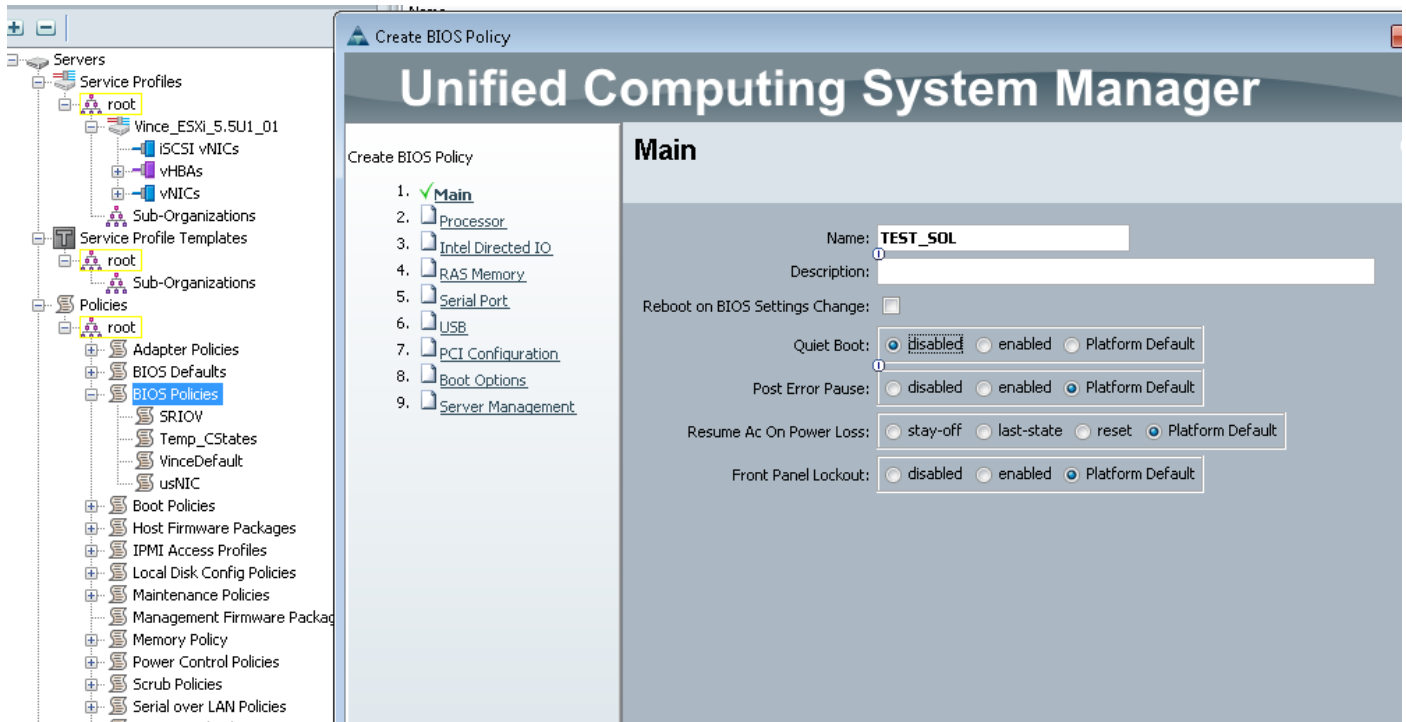 Create BIOS Policy
Unified Computing System Manager
Servers
Service Profiles
root
Vince_ESXi_5.5U1_01
iSCSI vNICs
vHBAs
vNICs
Sub-Organizations
Service Profile Templates
root
Sub-Organizations
Policies
root
Adapter Policies
BIOS Defaults
BIOS Policies
SRIOV
Temp_CStates
VinceDefault
usNIC
Boot Policies
Host Firmware Packages
IPMI Access Profiles
Local Disk Config Policies
Maintenance Policies
Management Firmware Packag
Memory Policy
Power Control Policies
Scrub Policies
Serial over LAN Policies
Create BIOS Policy
1. Main
2. Processor
3. Intel Directed IO
4. RAS Memory
5. Serial Port
6. USB
7. PCI Configuration
8. Boot Options
9. Server Management
Main
Name: TEST_SOL
Description:
Reboot on BIOS Settings Change:
Quiet Boot: disabled enabled Platform Default
Post Error Pause: disabled enabled Platform Default
Resume Ac On Power Loss: stay-off last-state reset Platform Default
Front Panel Lockout: disabled enabled Platform Default